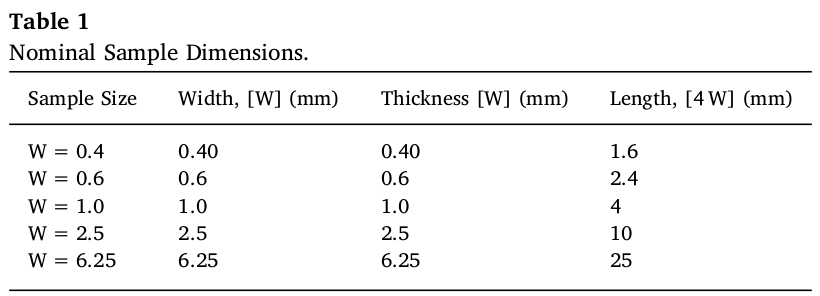 Table 1
Nominal Sample Dimensions.
Sample Size Width, [W] (mm) Thickness [W] (mm) Length, [4 W] (mm)
W = 0.4 0.40 0.40 1.6
W = 0.6 0.6 0.6 2.4
W = 1.0 1.0 1.0 4
W = 2.5 2.5 2.5 10
W = 6.25 6.25 6.25 25